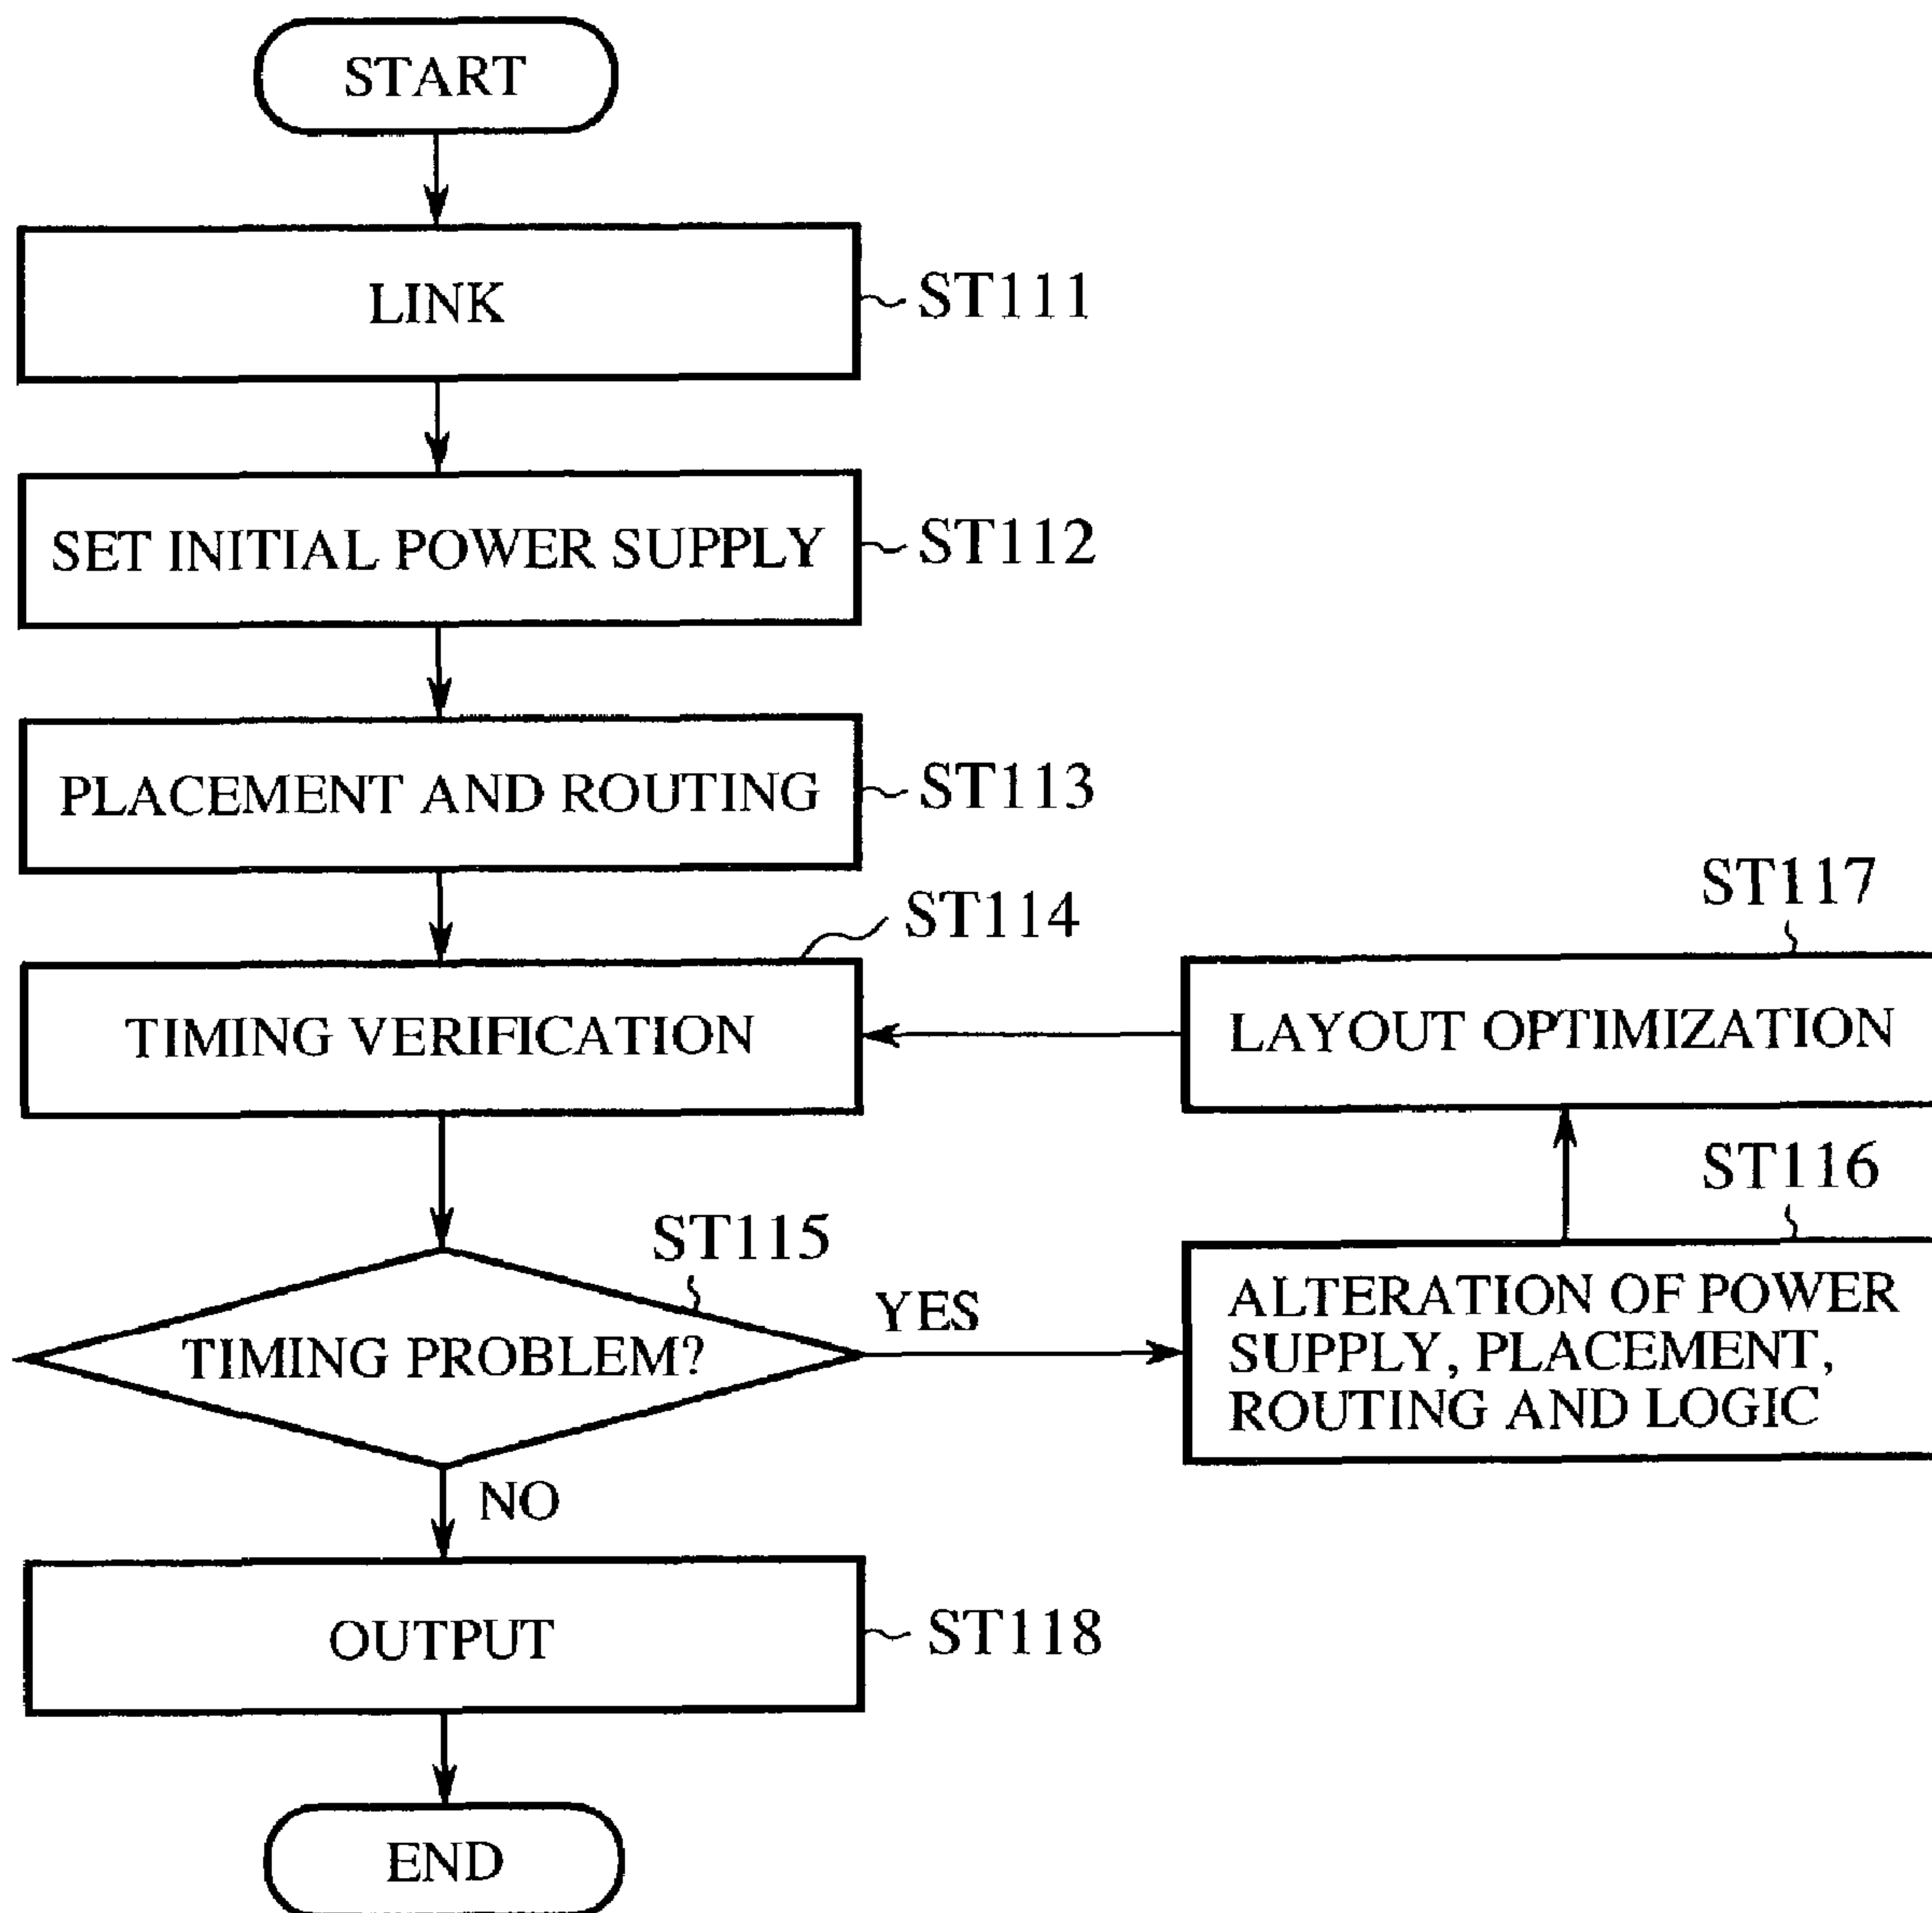 START
LINK
ST111
SET INITIAL POWER SUPPLY
ST112
PLACEMENT AND ROUTING
ST113
ST114
TIMING VERIFICATION
ST117
LAYOUT OPTIMIZATION
ST115
TIMING PROBLEM?
YES
ST116
ALTERATION OF POWER
SUPPLY, PLACEMENT,
ROUTING AND LOGIC
NO
OUTPUT
ST118
END